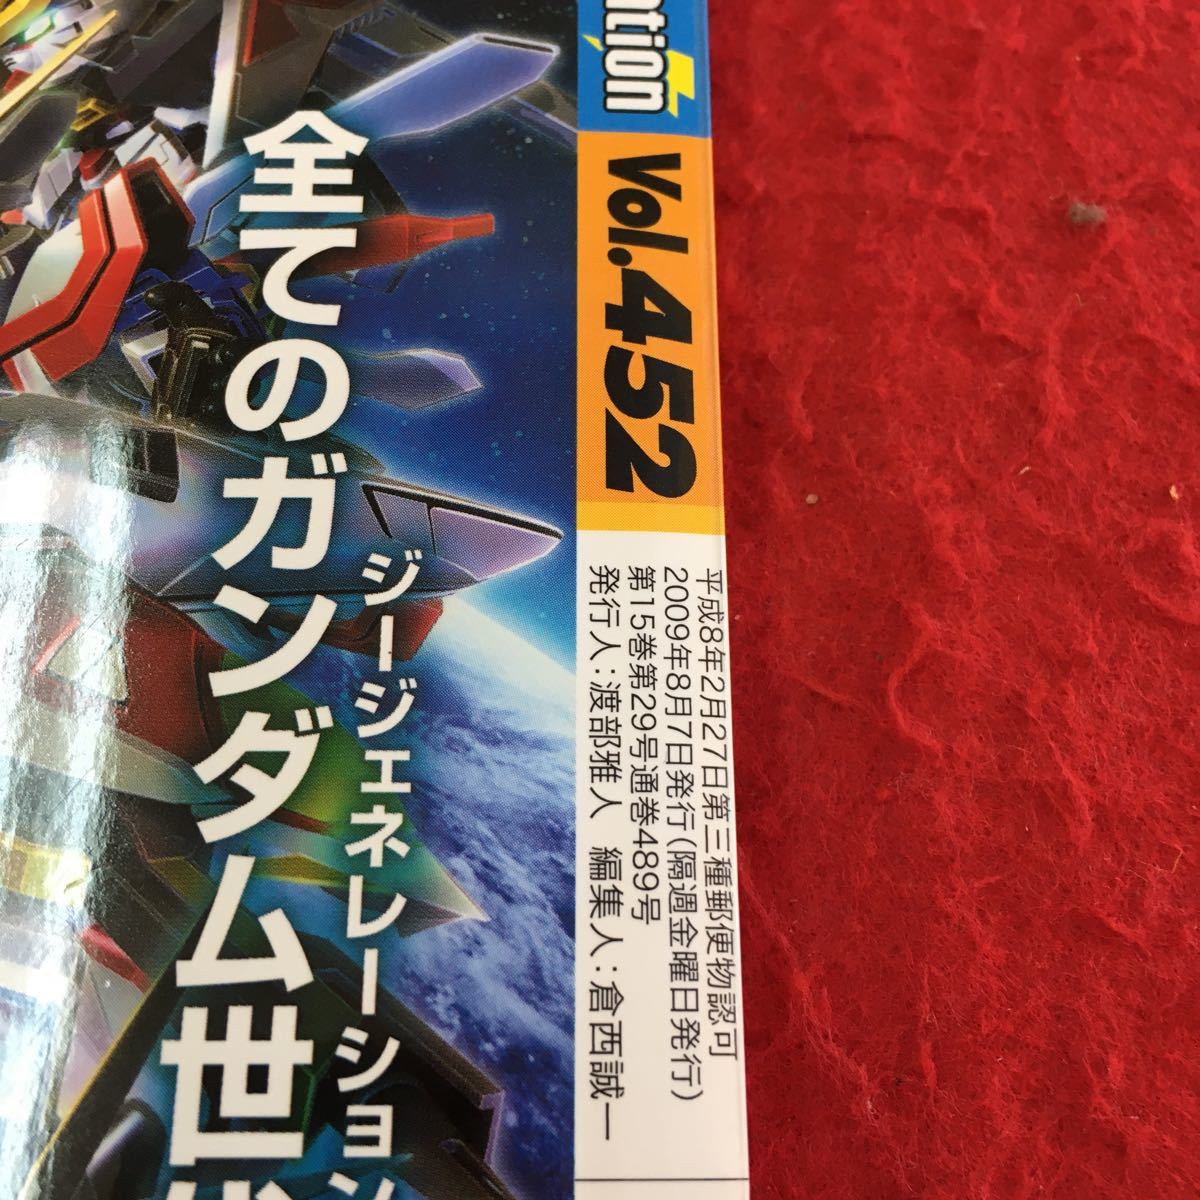 ation
Vol.452
平成8年2月27日第三種郵便物認可
2009年8月7日発行(隔週金曜日発行)
第15巻第29号通巻489号
発行人:渡部雅人 編集人:倉西誠一
ジージェネレーション
全てのガンダム世